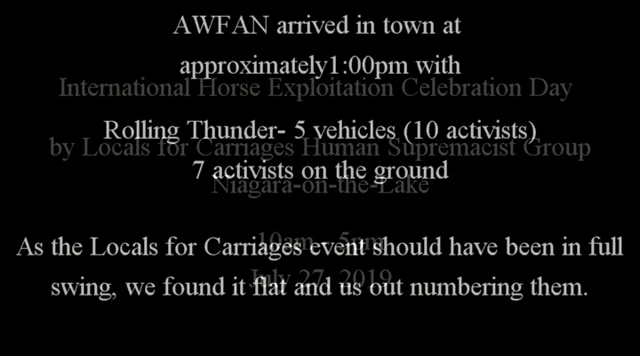 AWFAN arrived in town at
approximately1:00pm with
International Horse Exploitation Celebration Day
Rolling Thunder- 5 vehicles (10 activists)
by Locals for Carriages Human Supremacist Group
7 activists on the ground
Niagara-on-the-Lake
10am - 5pm
As the Locals for Carriages event should have been in full
July 27, 2019
swing, we found it flat and us out numbering them.